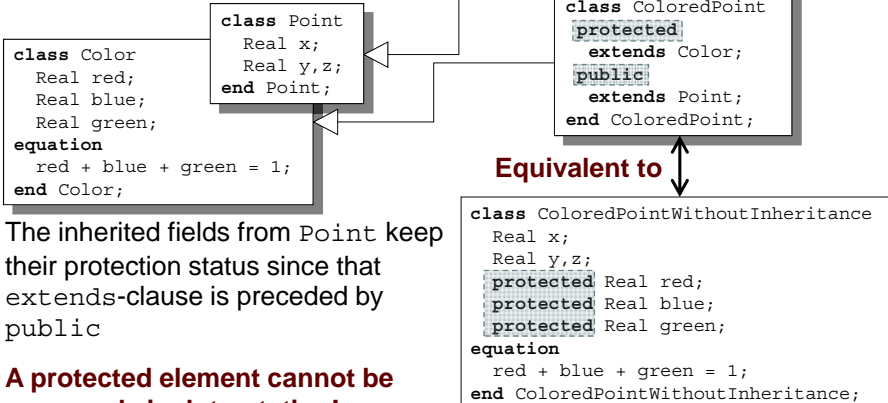 class Point
Real x;
Real y,z;
end Point;
class Color
Real red;
Real blue;
Real green;
equation
red + blue + green = 1;
end Color;
class ColoredPoint
protected
extends Color;
public
extends Point;
end ColoredPoint;
Equivalent to
class ColoredPointWithoutInheritance
Real x;
Real y,z;
protected Real red;
protected Real blue;
protected Real green;
equation
red + blue + green = 1;
end ColoredPointWithoutInheritance;
The inherited fields from Point keep
their protection status since that
extends-clause is preceded by
public
A protected element cannot be